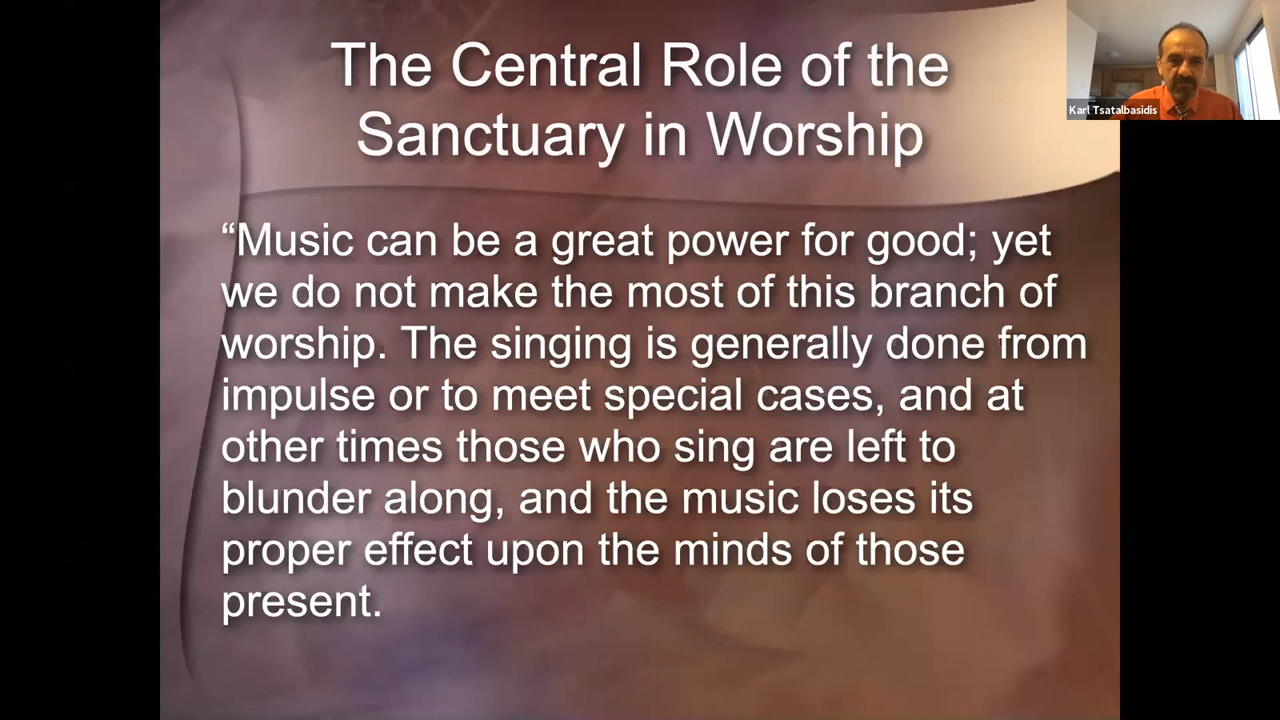 The Central Role of the
Sanctuary in Worship
Karl Tsatalbasidis
“Music can be a great power for good; yet
we do not make the most of this branch of
worship. The singing is generally done from
impulse or to meet special cases, and at
other times those who sing are left to
blunder along, and the music loses its
proper effect upon the minds of those
present.